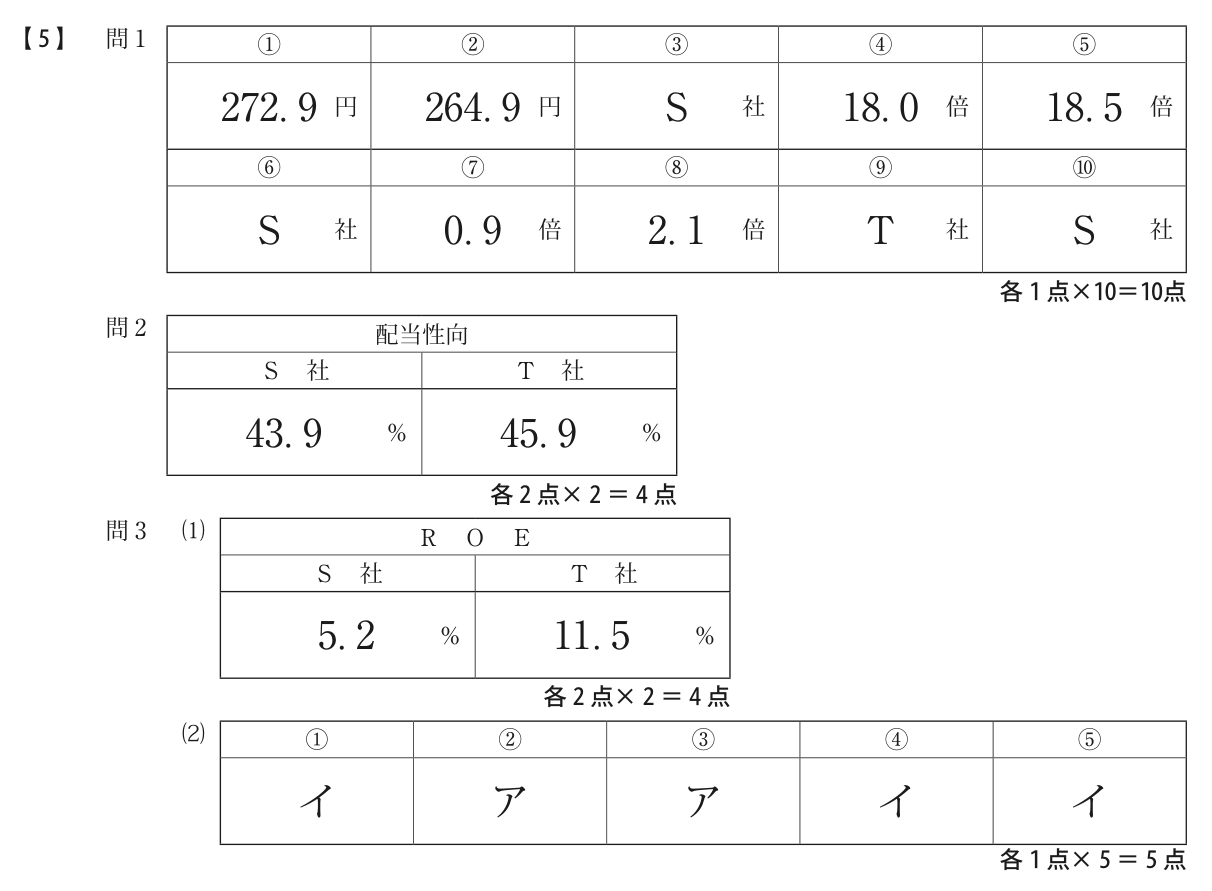 【5】 問1 ① ② ③ ④ ⑤
272.9 円 264.9 円 S 社 18.0 倍 18.5 倍
⑥ ⑦ ⑧ ⑨ ⑩
S 社 0.9 倍 2.1 倍 T 社 S 社
各1点×10=10点
問2 配当性向
S 社 T 社
43.9 % 45.9 %
各2点×2=4点
問3 (1) R O E
S 社 T 社
5.2 % 11.5 %
各2点×2=4点
(2) ① ② ③ ④ ⑤
イ ア ア イ イ
各1点×5=5点